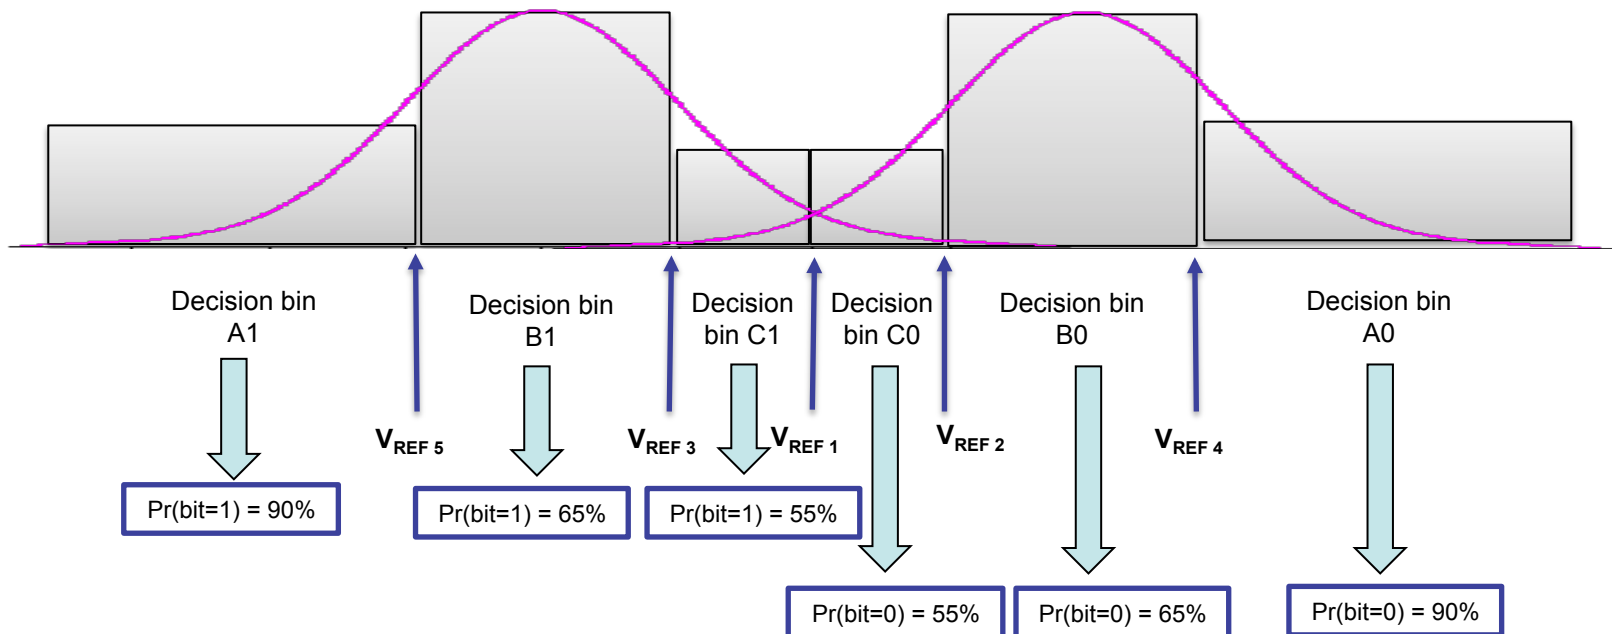 Decision bin
A1
Decision bin
B1
Decision
bin C1
Decision
bin C0
Decision bin
B0
Decision bin
A0
VREF 5
VREF 3
VREF 1
VREF 2
VREF 4
Pr(bit=1) = 90%
Pr(bit=1) = 65%
Pr(bit=1) = 55%
Pr(bit=0) = 55%
Pr(bit=0) = 65%
Pr(bit=0) = 90%